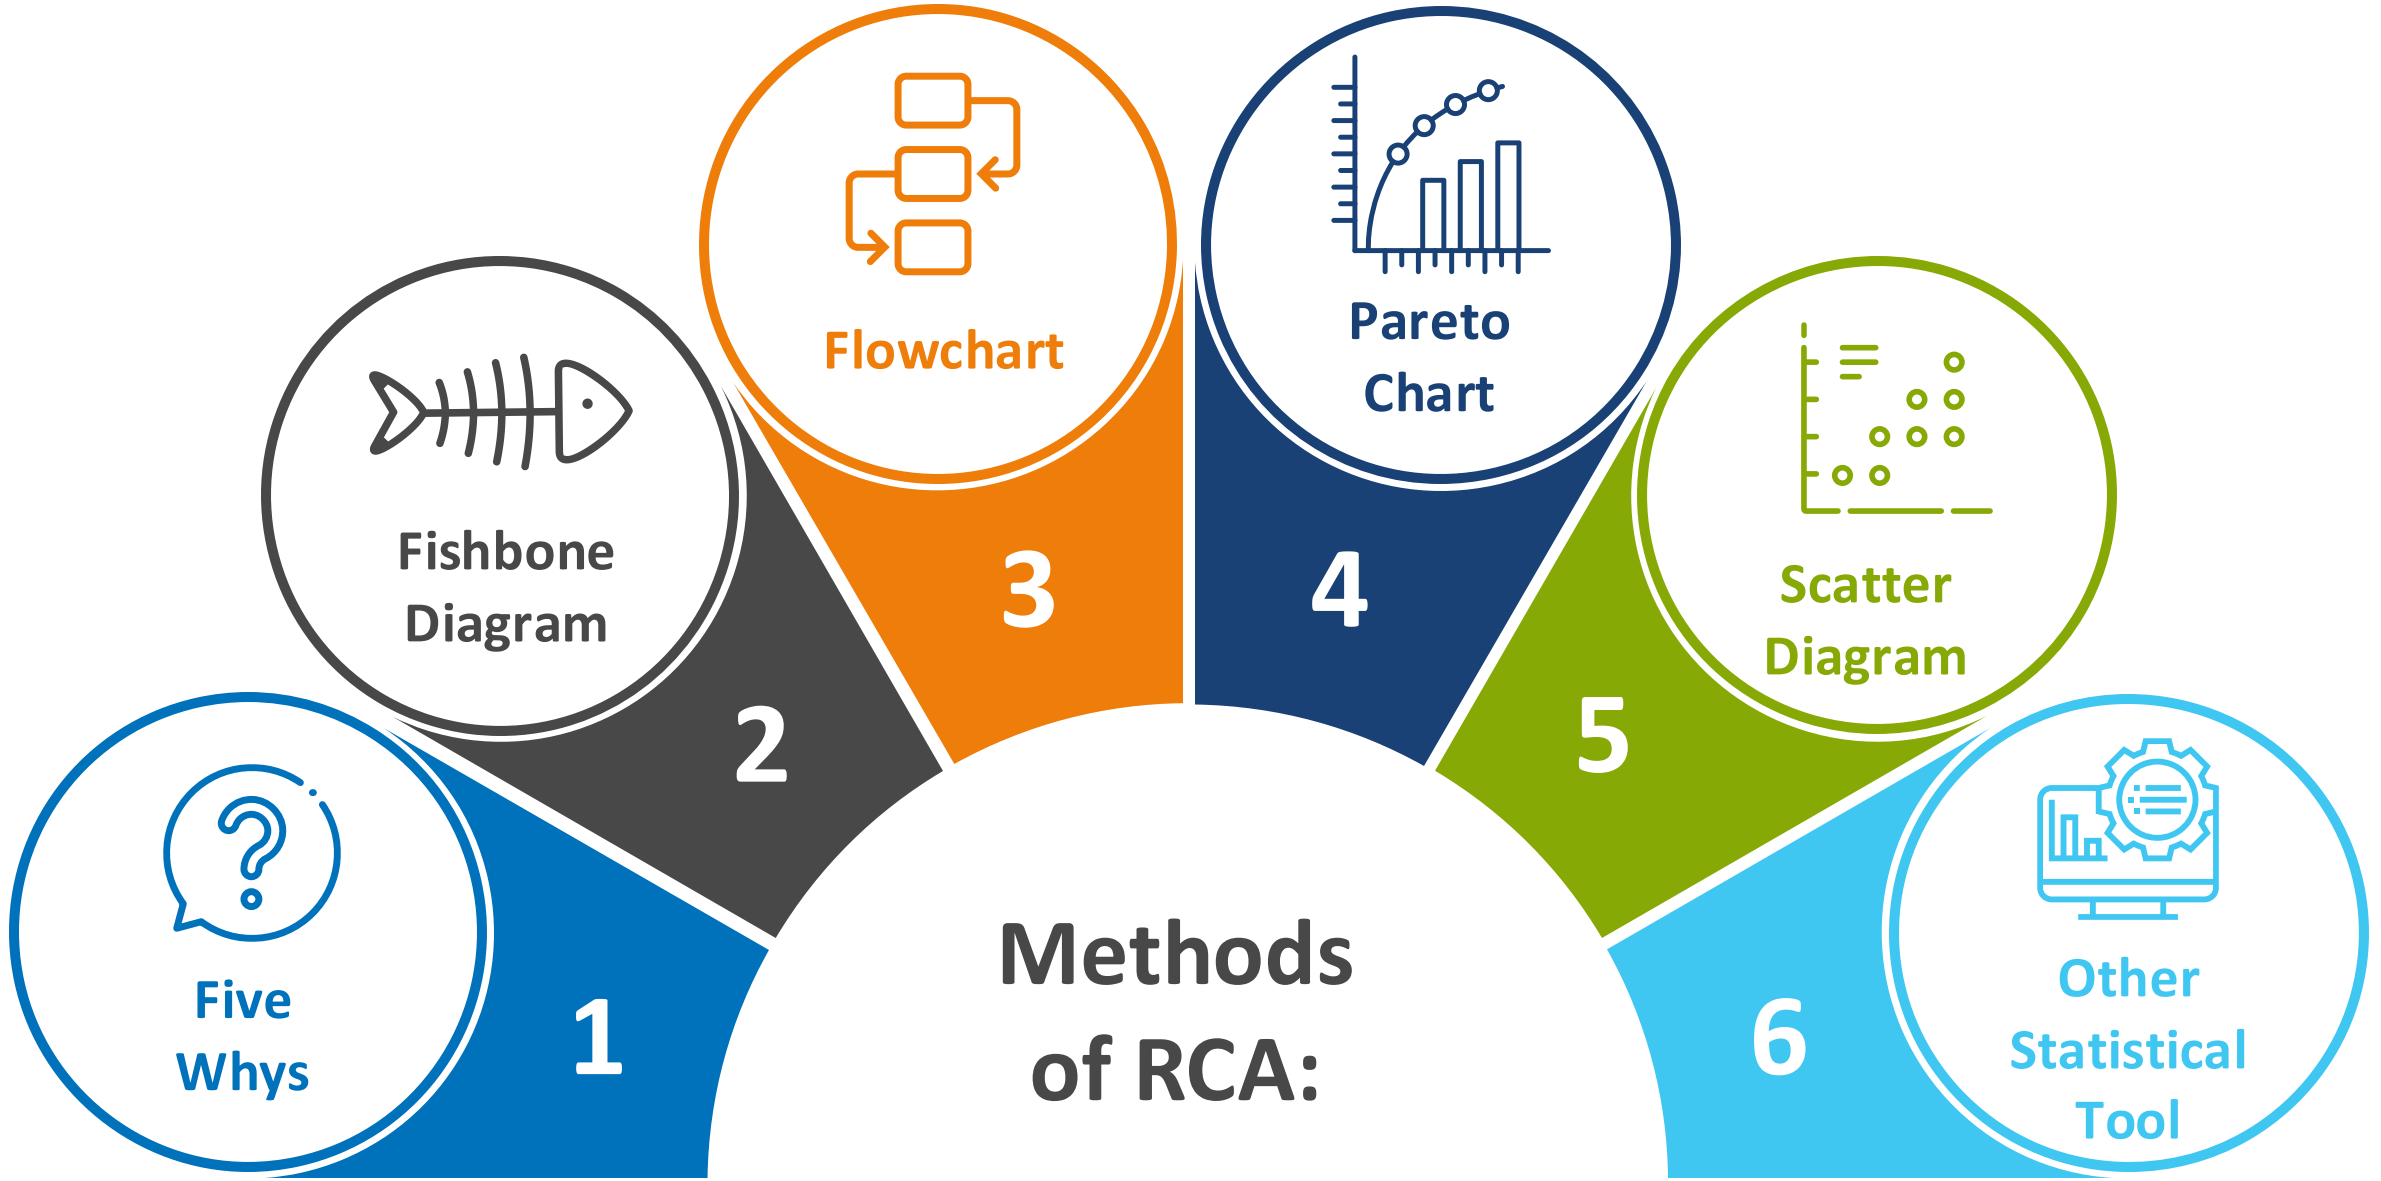 1
Five
Whys
2
Fishbone
Diagram
3
Flowchart
4
Pareto
Chart
5
Scatter
Diagram
6
Other
Statistical
Tool
Methods
of RCA: